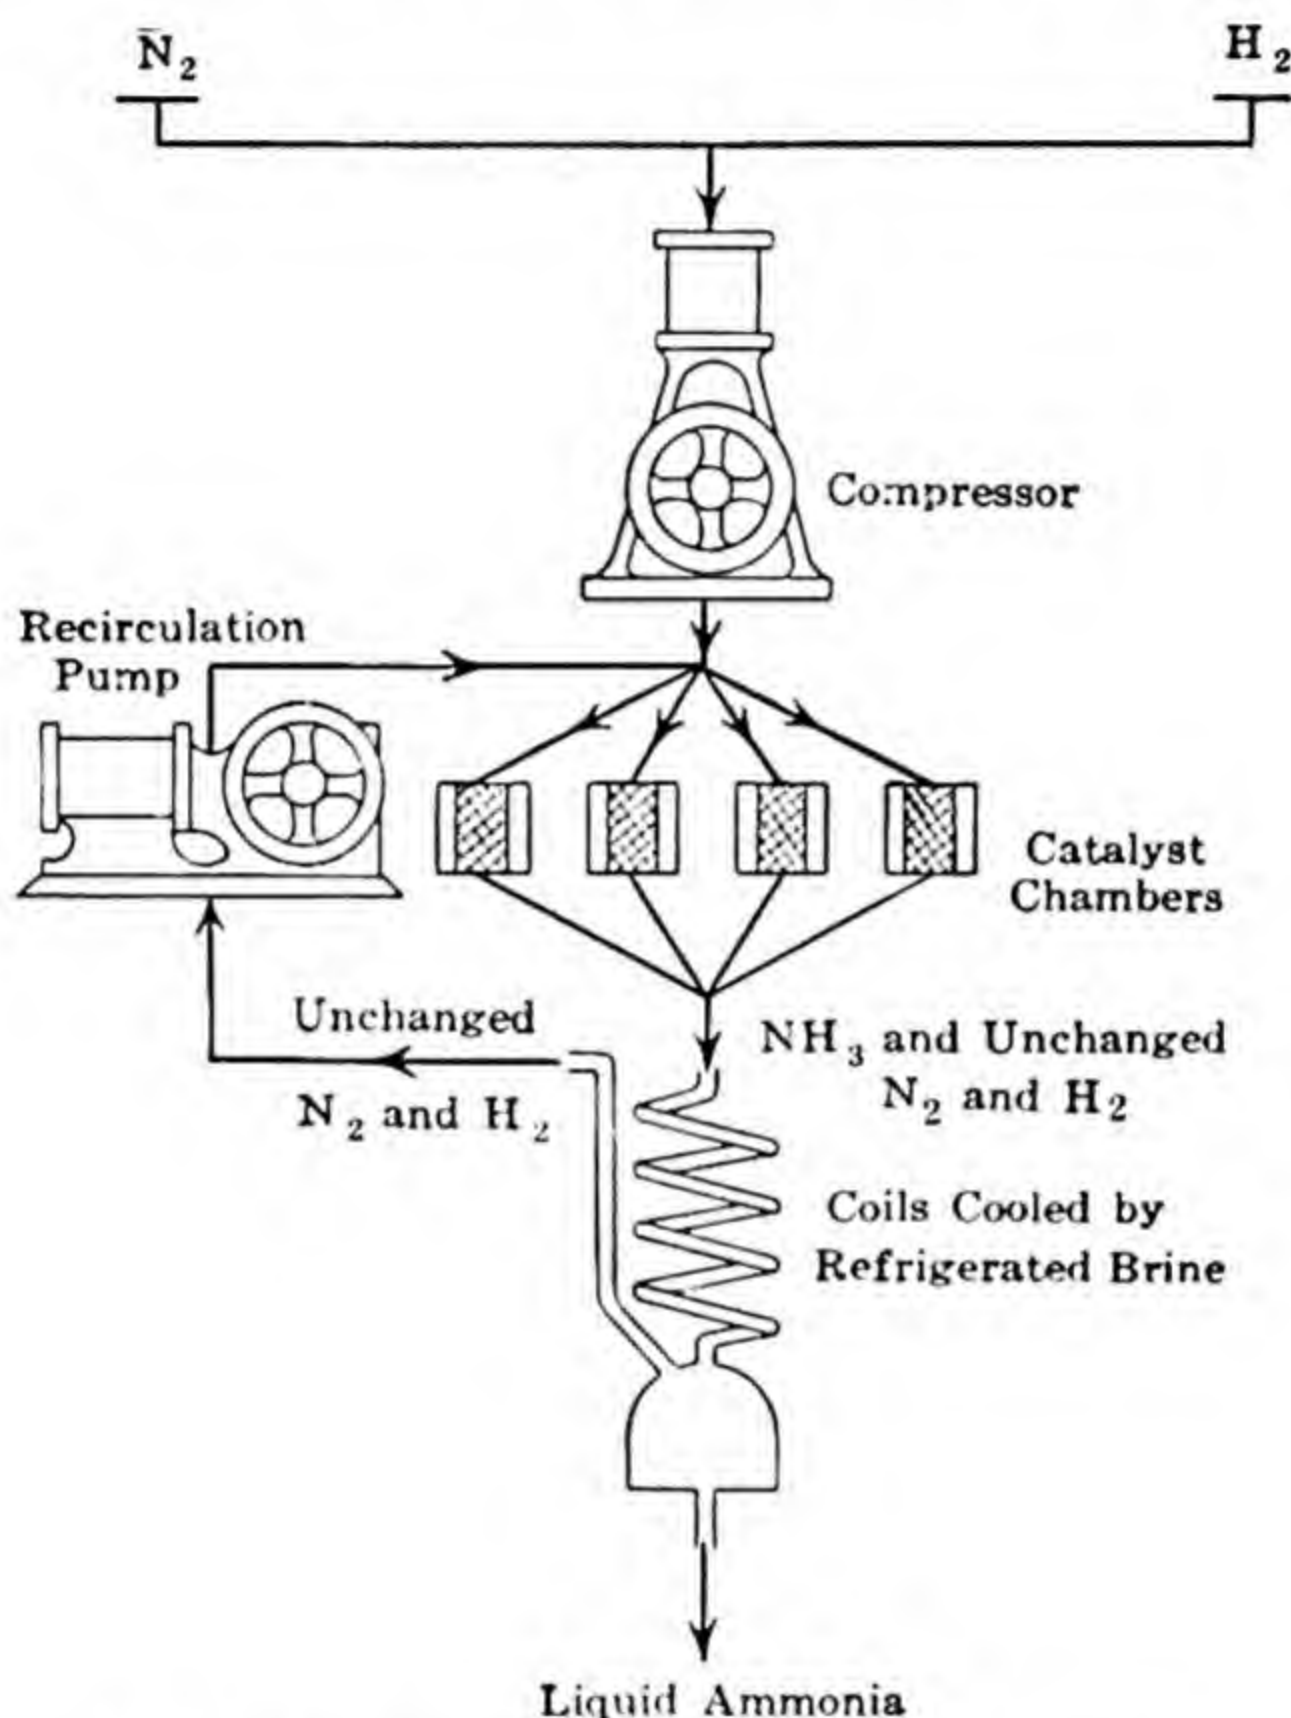 N₂
H₂
Compressor
Recirculation
Pump
Catalyst
Chambers
Unchanged
N₂ and H₂
NH₃ and Unchanged
N₂ and H₂
Coils Cooled by
Refrigerated Brine
Liquid Ammonia